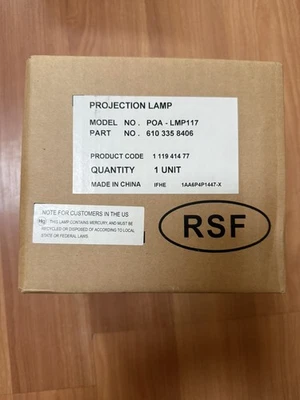 PROJECTION LAMP
MODEL NO. POA - LMP117
PART NO. 610 335 8406
PRODUCT CODE 1 119 414 77
QUANTITY 1 UNIT
MADE IN CHINA IFHE 1AA6P4P1447-X
NOTE FOR CUSTOMERS IN THE US
Hg THIS LAMP CONTAINS MERCURY, AND MUST BE
RECYCLED OR DISPOSED OF ACCORDING TO LOCAL
STATE OR FEDERAL LAWS.
RSF